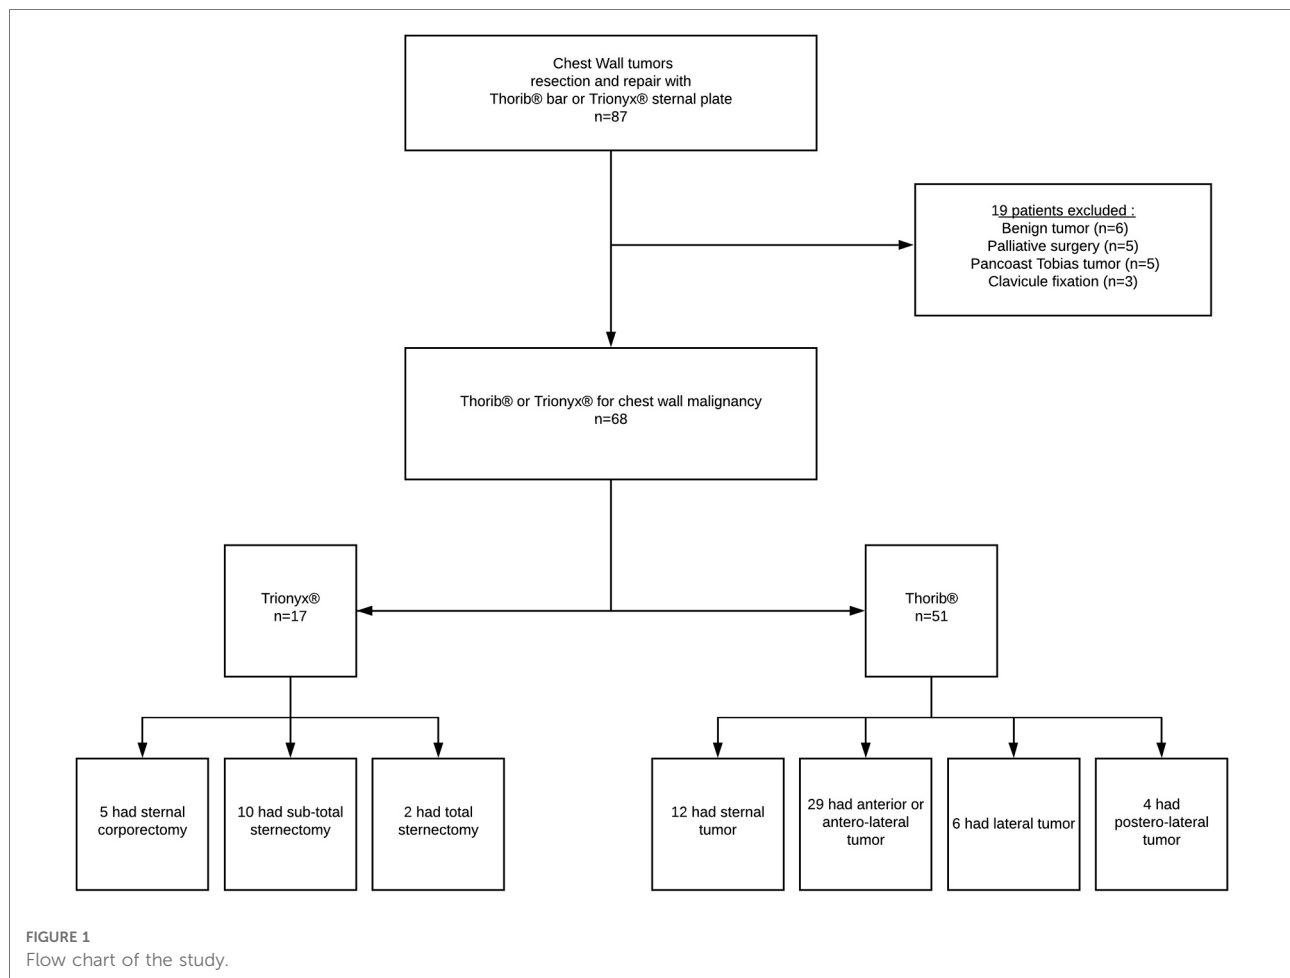 Chest Wall tumors
resection and repair with
Thorib® bar or Trionyx® sternal plate
n=87
19 patients excluded :
Benign tumor (n=6)
Palliative surgery (n=5)
Pancoast Tobias tumor (n=5)
Clavicule fixation (n=3)
Thorib® or Trionyx® for chest wall malignancy
n=68
Trionyx®
n=17
Thorib®
n=51
5 had sternal
corporectomy
10 had sub-total
sternectomy
2 had total
sternectomy
12 had sternal
tumor
29 had anterior or
antero-lateral
tumor
6 had lateral tumor
4 had
postero-lateral
tumor
FIGURE 1
Flow chart of the study.